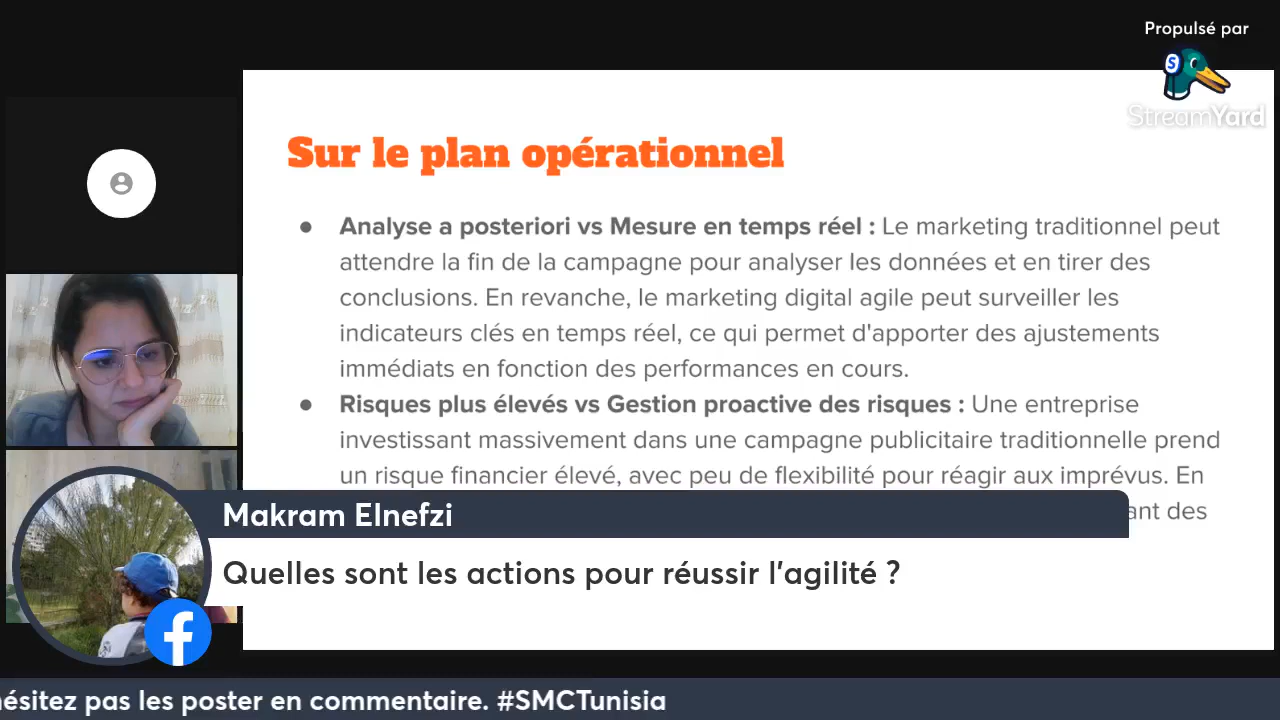 Propulsé par
StreamYard
Sur le plan opérationnel
● Analyse a posteriori vs Mesure en temps réel : Le marketing traditionnel peut
attendre la fin de la campagne pour analyser les données et en tirer des
conclusions. En revanche, le marketing digital agile peut surveiller les
indicateurs clés en temps réel, ce qui permet d'apporter des ajustements
immédiats en fonction des performances en cours.
● Risques plus élevés vs Gestion proactive des risques : Une entreprise
investissant massivement dans une campagne publicitaire traditionnelle prend
un risque financier élevé, avec peu de flexibilité pour réagir aux imprévus. En
des
Makram Elnefzi
Quelles sont les actions pour réussir l'agilité ?
pas les poster en commentaire. #SMCTunisia